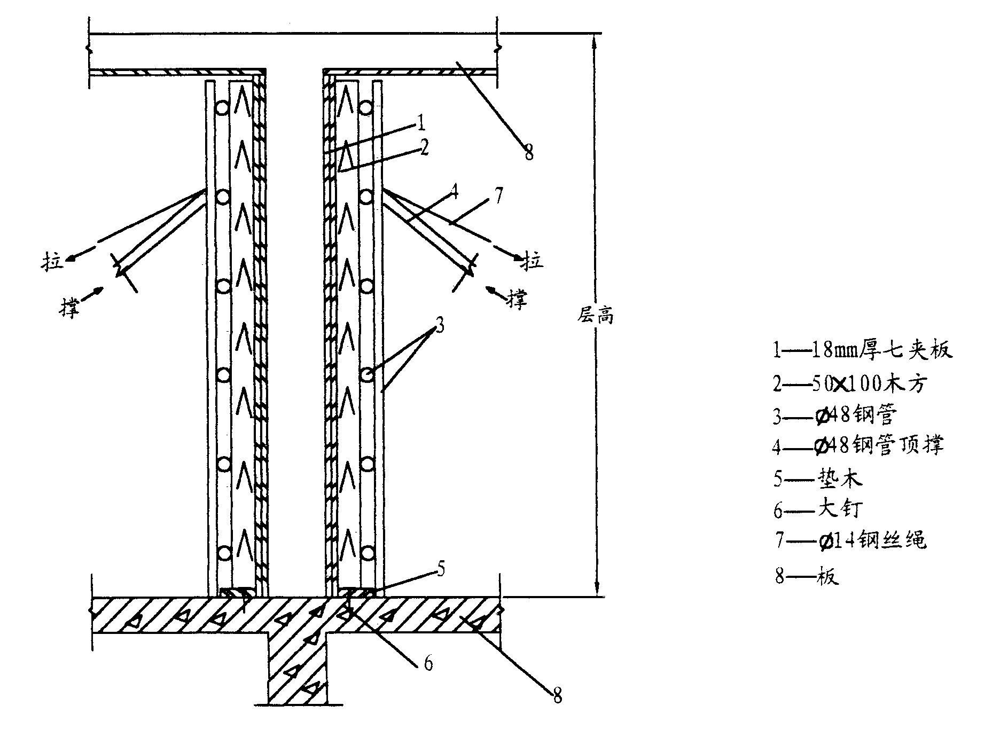 1
2
8
4
7
拉
拉
撑
撑
层高
3
1——18mm厚七夹板
2——50×100木方
3——ø48钢管
4——ø48钢管顶撑
5——垫木
6——大钉
7——ø14钢丝绳
8——板
5
6
8